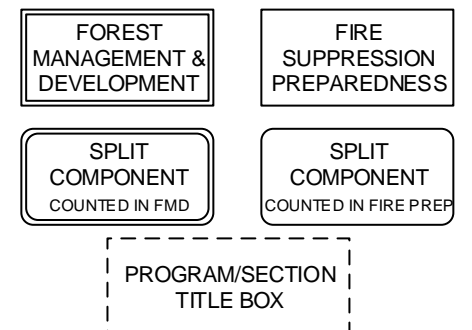 FOREST
MANAGEMENT &
DEVELOPMENT
FIRE
SUPPRESSION
PREPAREDNESS
SPLIT
COMPONENT
COUNTED IN FMD
SPLIT
COMPONENT
COUNTED IN FIRE PREP
PROGRAM/SECTION
TITLE BOX